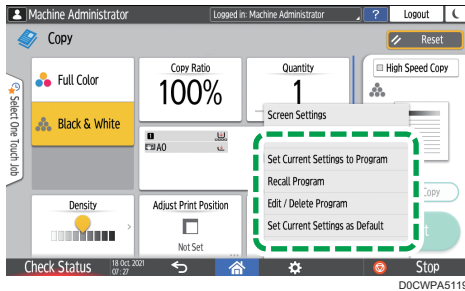 Machine Administrator
Logged in: Machine Administrator
?
Logout
Copy
Reset
Select One Touch Job
Full Color
Black & White
Copy Ratio
100%
Quantity
1
High Speed Copy
1
A0
Screen Settings
Set Current Settings to Program
Recall Program
Edit / Delete Program
Set Current Settings as Default
Density
Adjust Print Position
Not Set
Copy
Check Status
18 Oct. 2021
07:27
Stop
D0CWPA5119